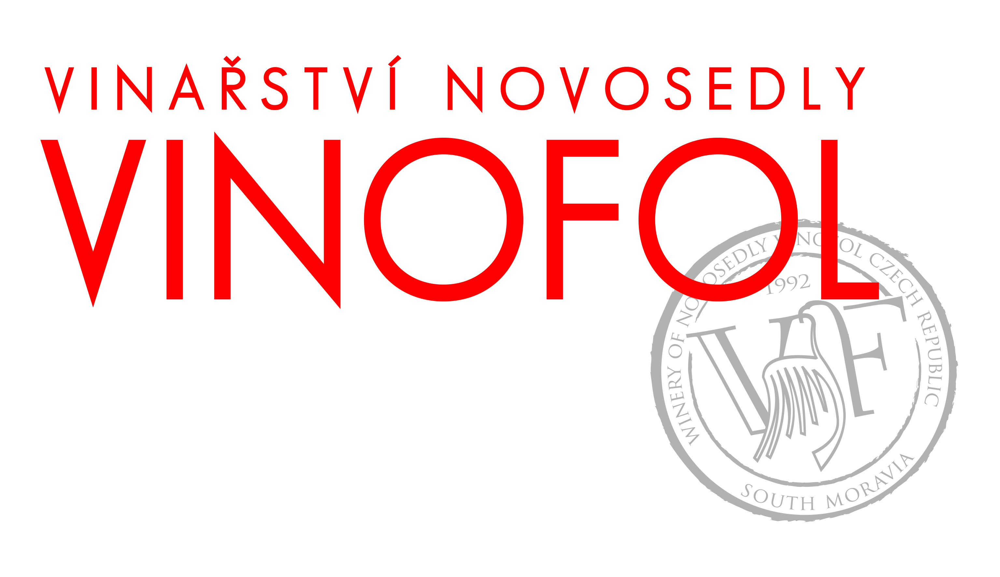 VINAŘSTVÍ NOVOSEDLY
VINOFOL
WINERY OF NOVOSEDLY VINOFOL CZECH REPUBLIC
1992
VF
SOUTH MORAVIA